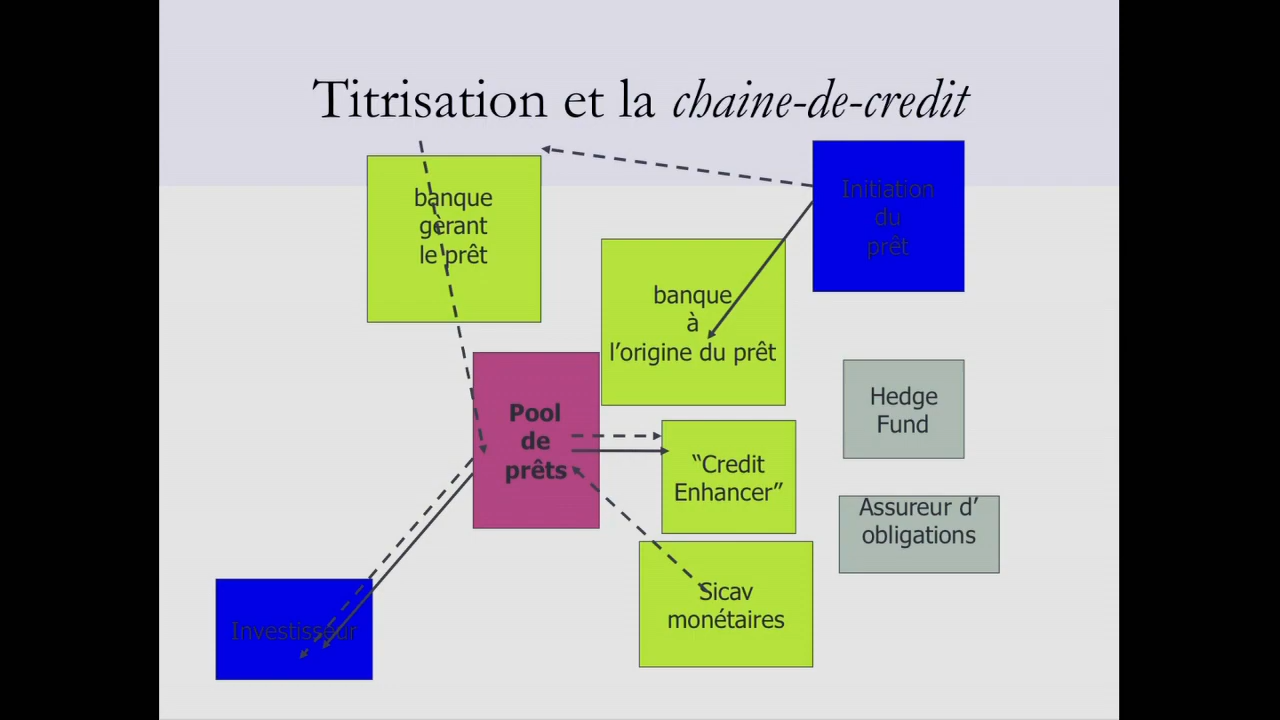 Titrisation et la chaine-de-credit
banque
gèrant
le prêt
Initiation
du
prêt
banque
à
l’origine du prêt
Pool
de
prêts
“Credit
Enhancer”
Hedge
Fund
Assureur d’
obligations
Sicav
monétaires
Investisseur